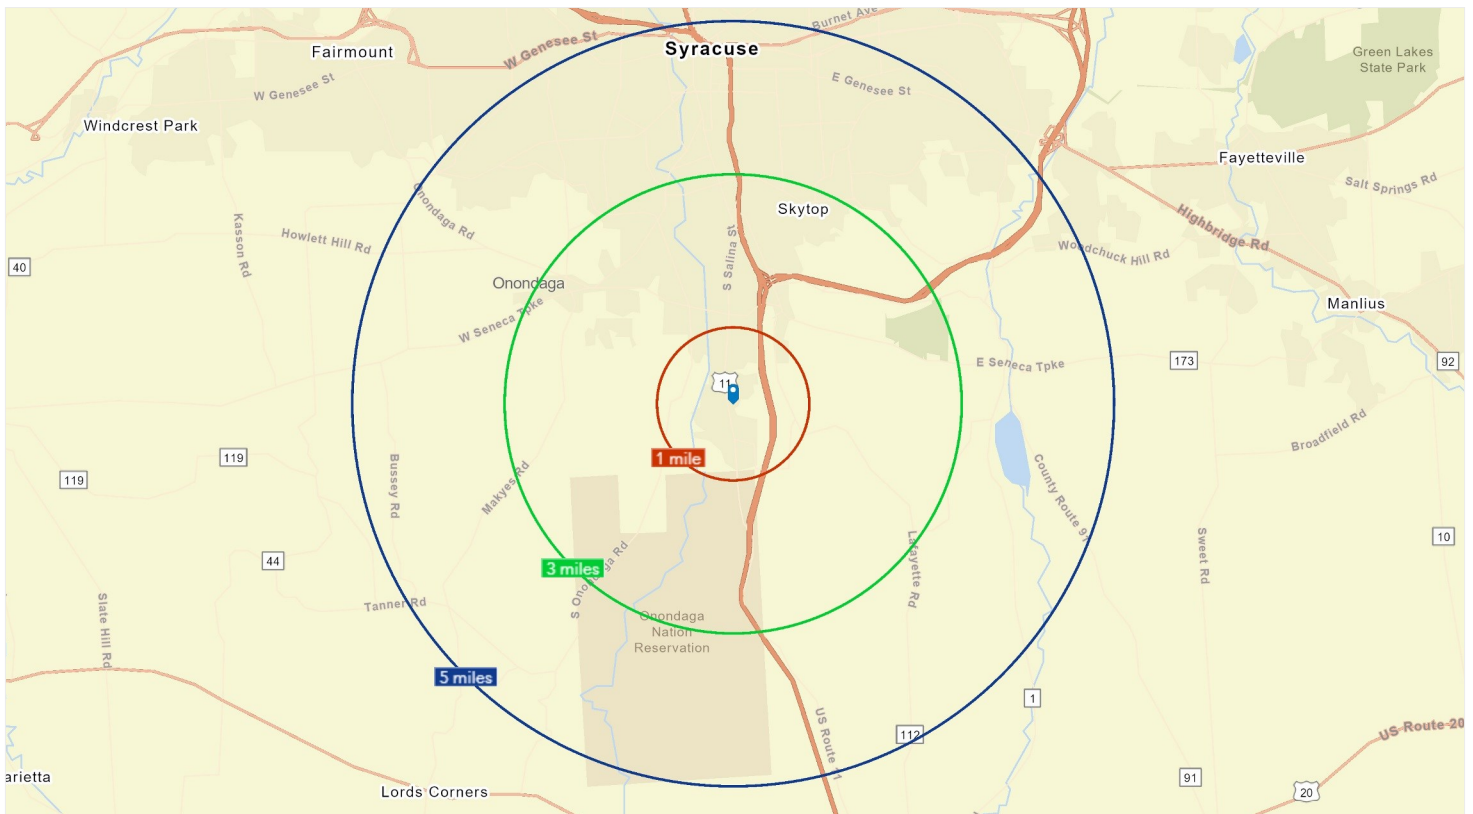 Burnet Ave
Syracuse
W Genesee St
Fairmount
Green Lakes
State Park
E Genesee St
W Genesee St
Windcrest Park
Fayetteville
Salt Springs Rd
Skytop
Onondaga Rd
Highbridge Rd
Kasson Rd
Howlett Hill Rd
S Salina St
Woodchuck Hill Rd
40
Onondaga
Manlius
W Seneca Tpke
E Seneca Tpke
173
92
11
Broadfield Rd
1 mile
119
119
Bussey Rd
Makyes Rd
County Route 91
10
44
3 miles
S Onondaga Rd
Lafayette Rd
Sweet Rd
Tanner Rd
Slate Hill Rd
Onondaga
Nation
Reservation
5 miles
1
112
US Route 11
US Route 20
arietta
91
Lords Corners
20